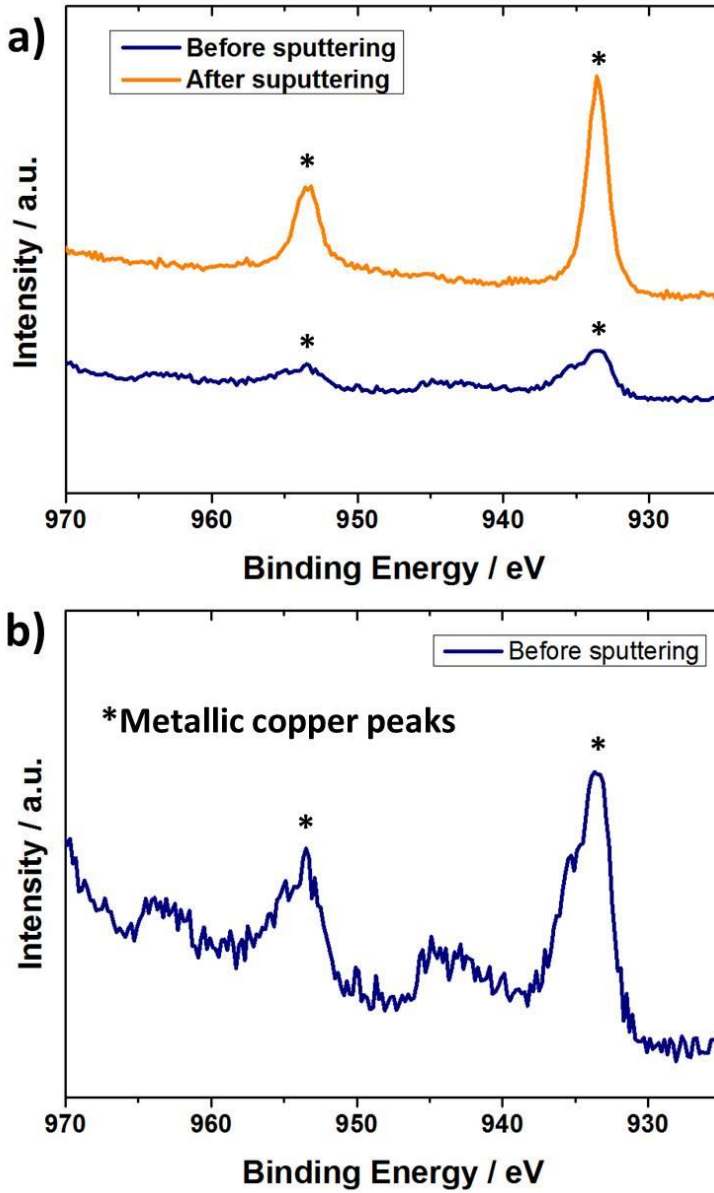 a)
Before sputtering
After suputtering
*
*
*
*
Intensity / a.u.
970 960 950 940 930
Binding Energy / eV
b)
Before sputtering
*Metallic copper peaks
*
*
Intensity / a.u.
970 960 950 940 930
Binding Energy / eV